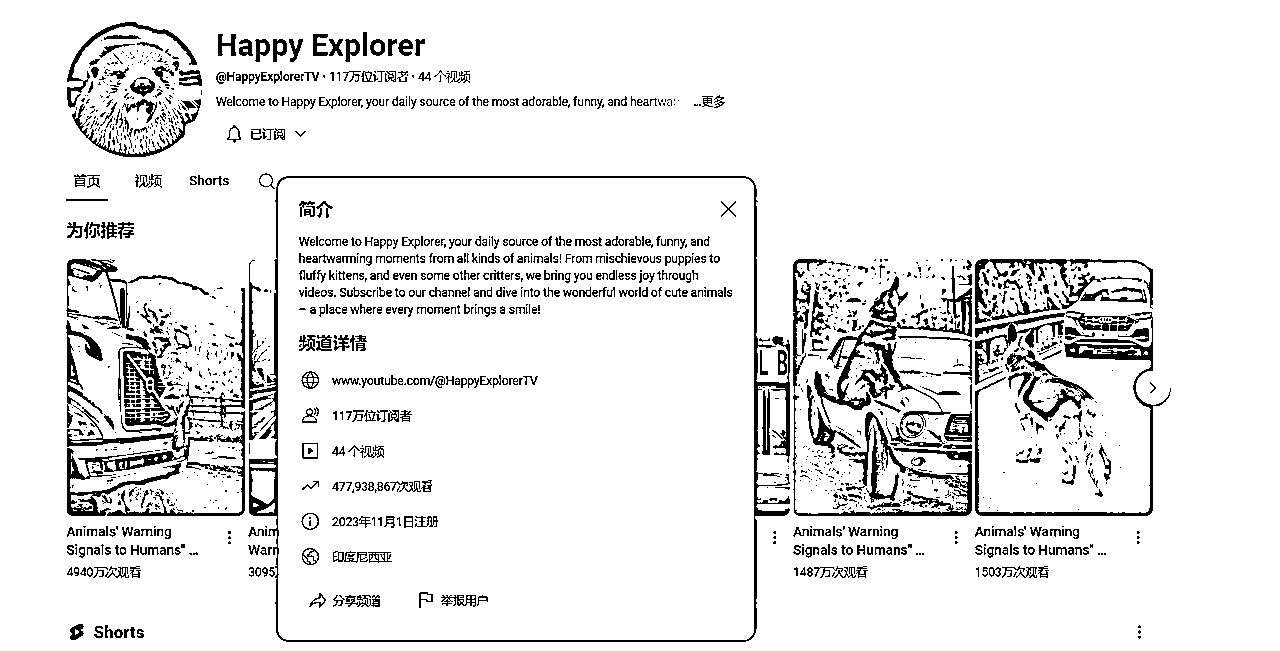 Happy Explorer
@HappyExplorerTV · 117万位订阅者 · 44 个视频
Welcome to Happy Explorer, your daily source of the most adorable, funny, and heartwa ...更多
已订阅
首页 视频 Shorts
为你推荐
简介
Welcome to Happy Explorer, your daily source of the most adorable, funny, and
heartwarming moments from all kinds of animals! From mischievous puppies to
fluffy kittens, and even some other critters, we bring you endless joy through
videos. Subscribe to our channel and dive into the wonderful world of cute animals
– a place where every moment brings a smile!
频道详情
www.youtube.com/@HappyExplorerTV
117万位订阅者
44 个视频
477,938,867次观看
2023年11月1日注册
印度尼西亚
分享频道 举报用户
L B
Animals' Warning
Signals to Humans" ...
4940万次观看
Anim
Warn
3095
Animals' Warning
Signals to Humans" ...
1487万次观看
Animals' Warning
Signals to Humans" ...
1503万次观看
Shorts